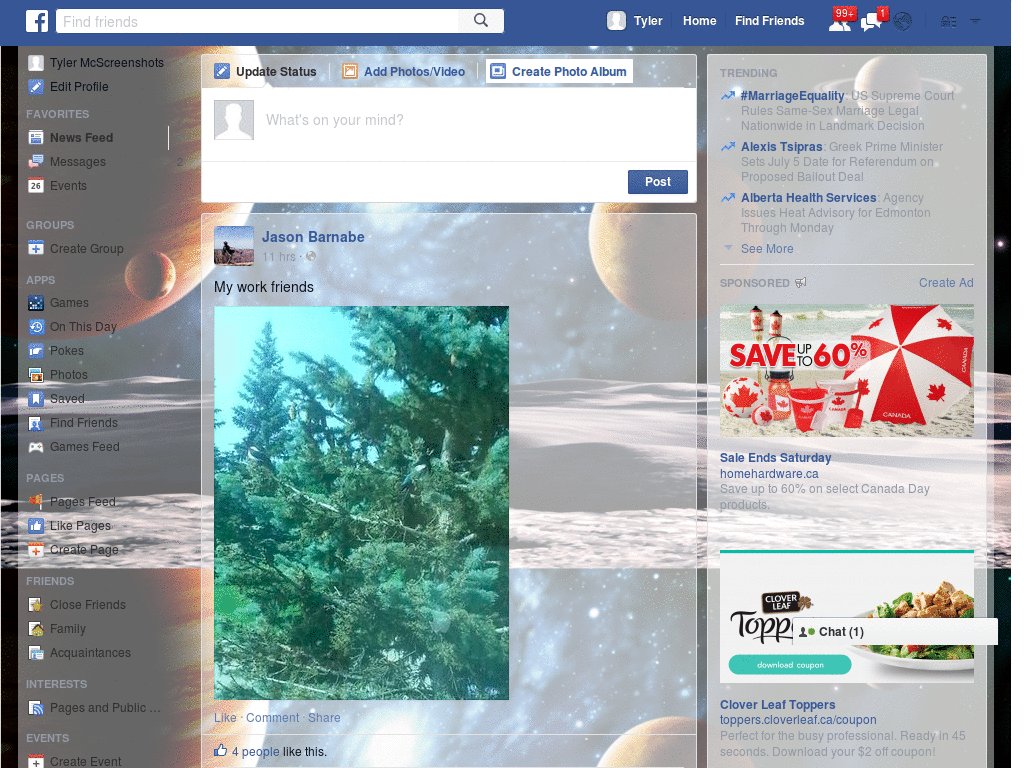 Find friends
Tyler
Home
Find Friends
99+
1
Tyler McScreenshots
Edit Profile
FAVORITES
News Feed
Messages 2
Events
26
GROUPS
Create Group
APPS
Games
On This Day
Pokes
Photos
Saved
Find Friends
Games Feed
PAGES
Pages Feed
Like Pages
Create Page
FRIENDS
Close Friends
Family
Acquaintances
INTERESTS
Pages and Public ...
EVENTS
Create Event
Update Status
Add Photos/Video
Create Photo Album
What's on your mind?
Post
Jason Barnabe
11 hrs ·
My work friends
Like · Comment · Share
4 people like this.
TRENDING
#MarriageEquality: US Supreme Court
Rules Same-Sex Marriage Legal
Nationwide in Landmark Decision
Alexis Tsipras: Greek Prime Minister
Sets July 5 Date for Referendum on
Proposed Bailout Deal
Alberta Health Services: Agency
Issues Heat Advisory for Edmonton
Through Monday
See More
SPONSORED
Create Ad
SAVE UP TO 60%
CANADA
CANADA
Sale Ends Saturday
homehardware.ca
Save up to 60% on select Canada Day
products.
CLOVER
LEAF
Topp
download coupon
Chat (1)
Clover Leaf Toppers
toppers.cloverleaf.ca/coupon
Perfect for the busy professional. Ready in 45
seconds. Download your $2 off coupon!